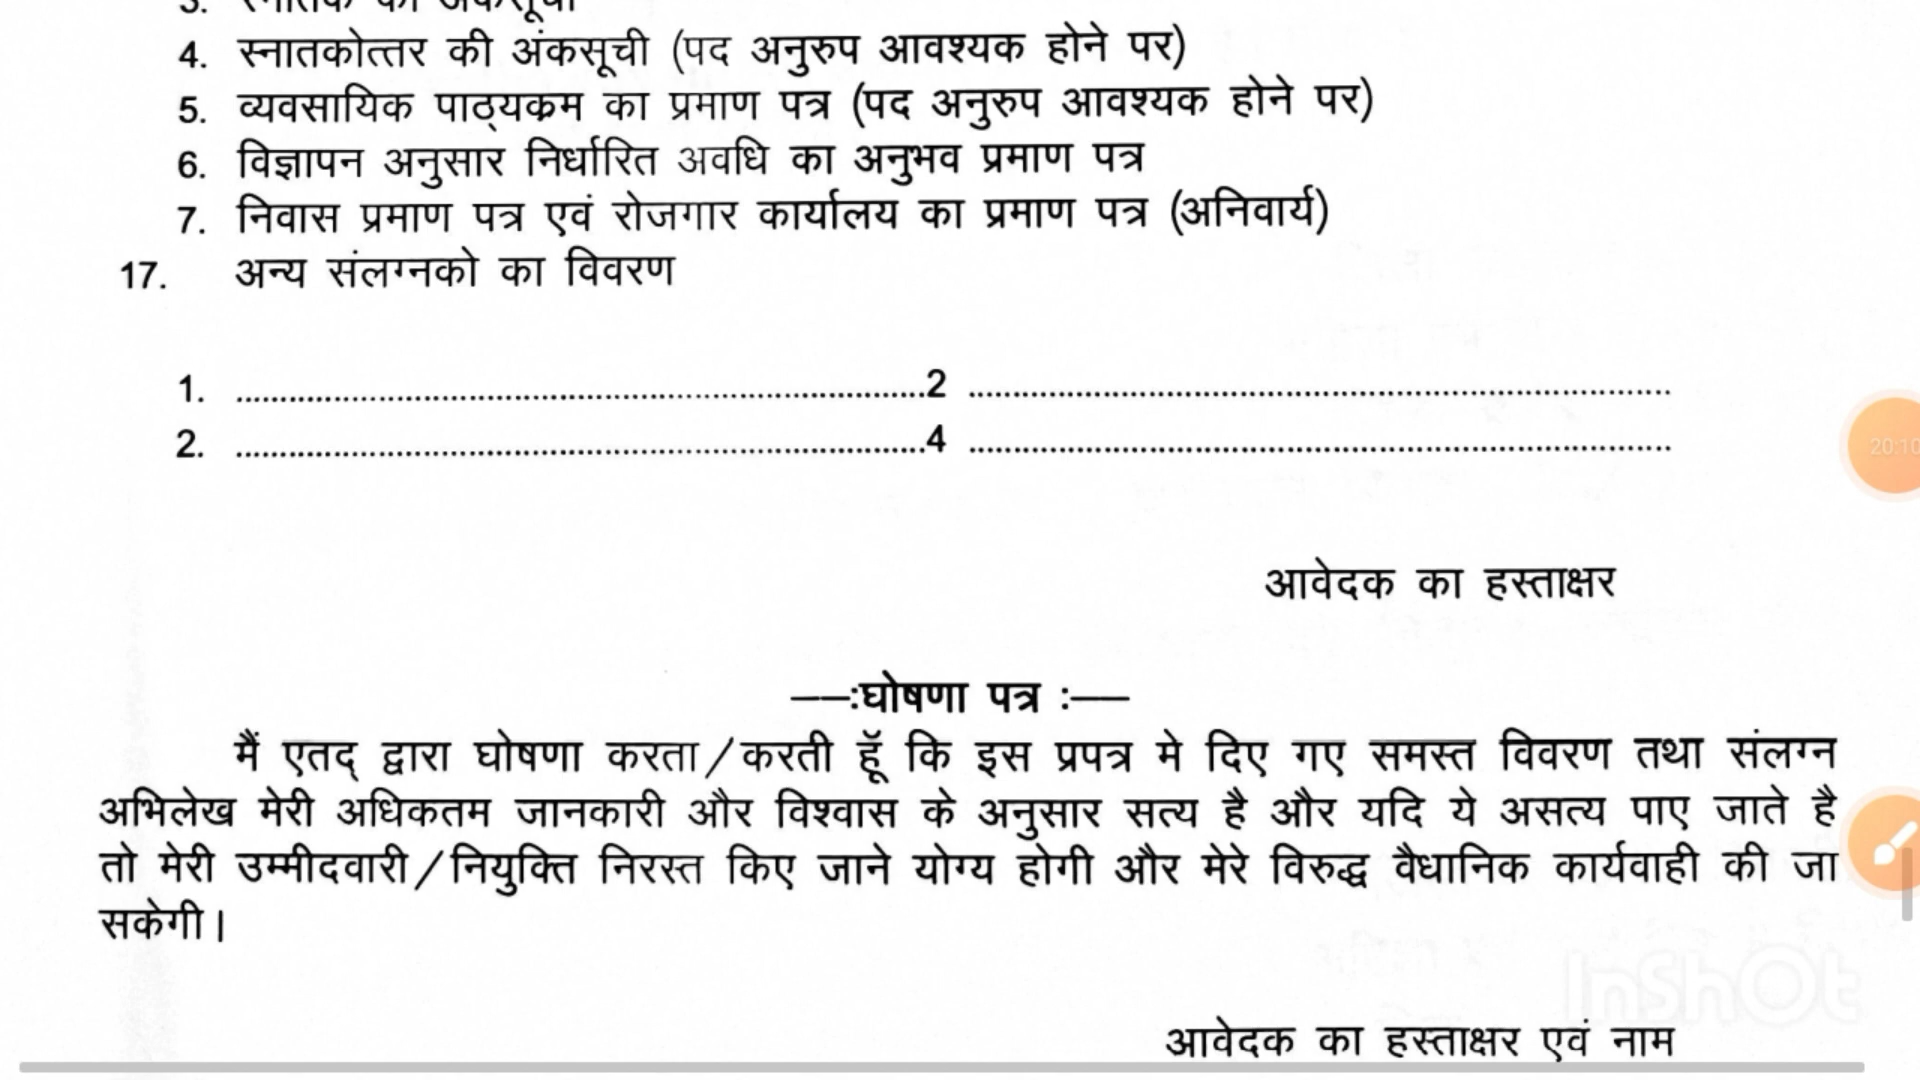 4. स्नातकोत्तर की अंकसूची (पद अनुरुप आवश्यक होने पर)
5. व्यवसायिक पाठ्यक्रम का प्रमाण पत्र (पद अनुरुप आवश्यक होने पर)
6. विज्ञापन अनुसार निर्धारित अवधि का अनुभव प्रमाण पत्र
7. निवास प्रमाण पत्र एवं रोजगार कार्यालय का प्रमाण पत्र (अनिवार्य)
17. अन्य संलग्नको का विवरण
1. ..........................................................................2 ..........................................................................
2. ..........................................................................4 ..........................................................................
आवेदक का हस्ताक्षर
——:घोषणा पत्र :——
मैं एतद् द्वारा घोषणा करता/करती हूॅं कि इस प्रपत्र मे दिए गए समस्त विवरण तथा संलग्न
अभिलेख मेरी अधिकतम जानकारी और विश्वास के अनुसार सत्य है और यदि ये असत्य पाए जाते है
तो मेरी उम्मीदवारी/नियुक्ति निरस्त किए जाने योग्य होगी और मेरे विरुद्ध वैधानिक कार्यवाही की जा
सकेगी।
आवेदक का हस्ताक्षर एवं नाम
20:10
InShOt